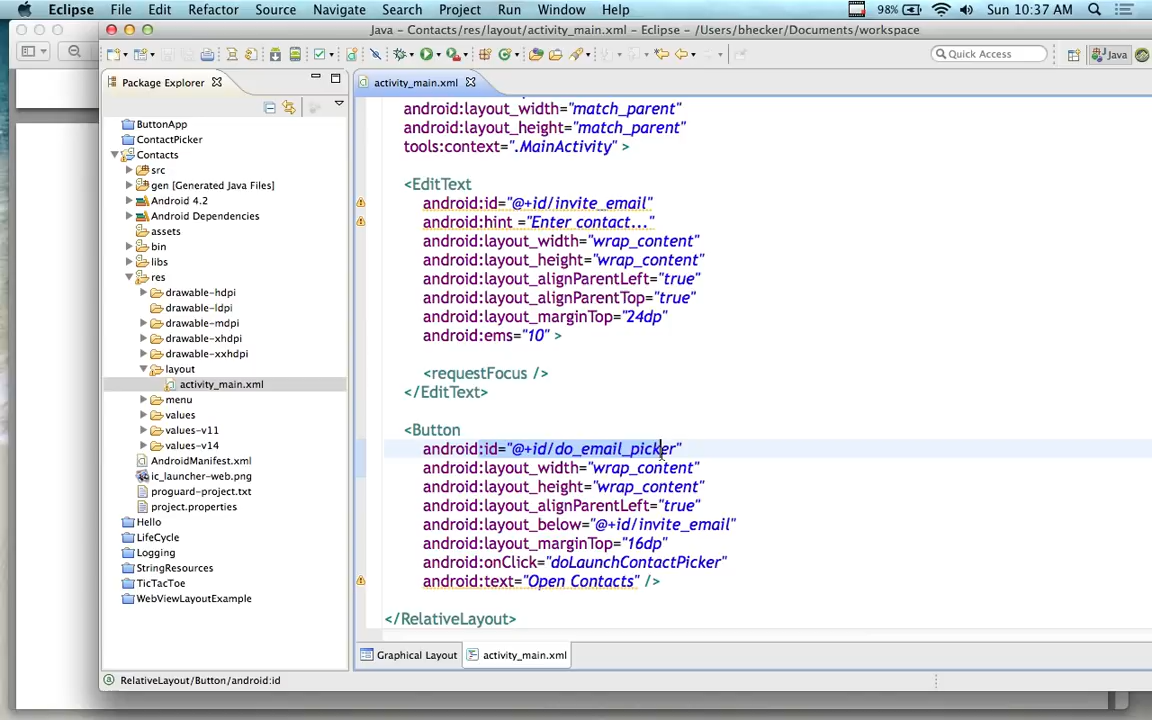 Eclipse File Edit Refactor Source Navigate Search Project Run Window Help 98% Sun 10:37 AM
Java – Contacts/res/layout/activity_main.xml – Eclipse – /Users/bhecker/Documents/workspace
Quick Access Java
Package Explorer
activity_main.xml
ButtonApp
ContactPicker
Contacts
src
gen [Generated Java Files]
Android 4.2
Android Dependencies
assets
bin
libs
res
drawable-hdpi
drawable-ldpi
drawable-mdpi
drawable-xhdpi
drawable-xxhdpi
layout
activity_main.xml
menu
values
values-v11
values-v14
AndroidManifest.xml
ic_launcher-web.png
proguard-project.txt
project.properties
Hello
LifeCycle
Logging
StringResources
TicTacToe
WebViewLayoutExample
android:layout_width="match_parent"
android:layout_height="match_parent"
tools:context=".MainActivity" >
<EditText
android:id="@+id/invite_email"
android:hint ="Enter contact..."
android:layout_width="wrap_content"
android:layout_height="wrap_content"
android:layout_alignParentLeft="true"
android:layout_alignParentTop="true"
android:layout_marginTop="24dp"
android:ems="10" >
<requestFocus />
</EditText>
<Button
android:id="@+id/do_email_picker"
android:layout_width="wrap_content"
android:layout_height="wrap_content"
android:layout_alignParentLeft="true"
android:layout_below="@+id/invite_email"
android:layout_marginTop="16dp"
android:onClick="doLaunchContactPicker"
android:text="Open Contacts" />
</RelativeLayout>
Graphical Layout activity_main.xml
RelativeLayout/Button/android:id